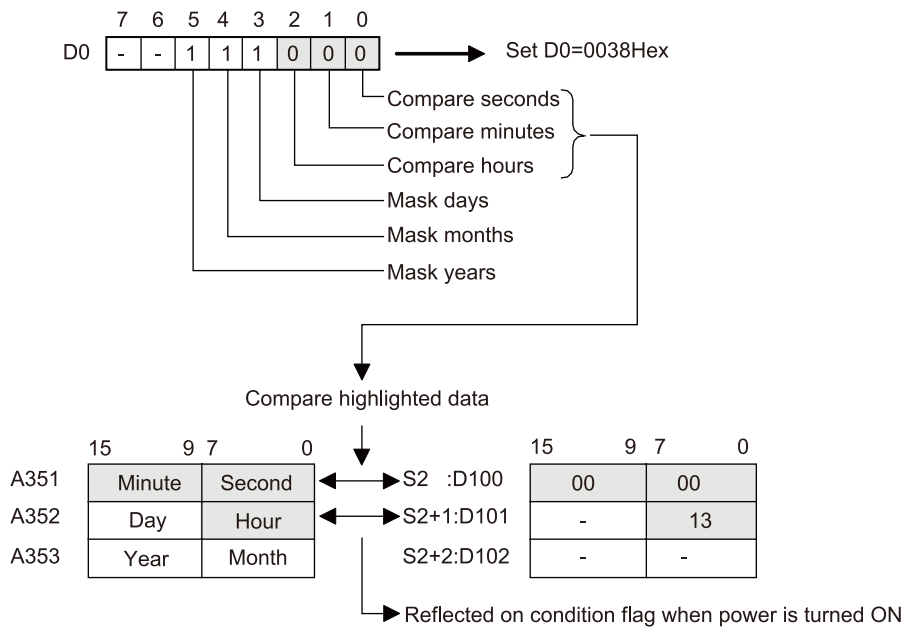 7 6 5 4 3 2 1 0
D0 - - 1 1 1 0 0 0 Set D0=0038Hex
Compare seconds
Compare minutes
Compare hours
Mask days
Mask months
Mask years
Compare highlighted data
15 9 7 0 15 9 7 0
A351 Minute Second S2 :D100 00 00
A352 Day Hour S2+1:D101 - 13
A353 Year Month S2+2:D102 - -
Reflected on condition flag when power is turned ON